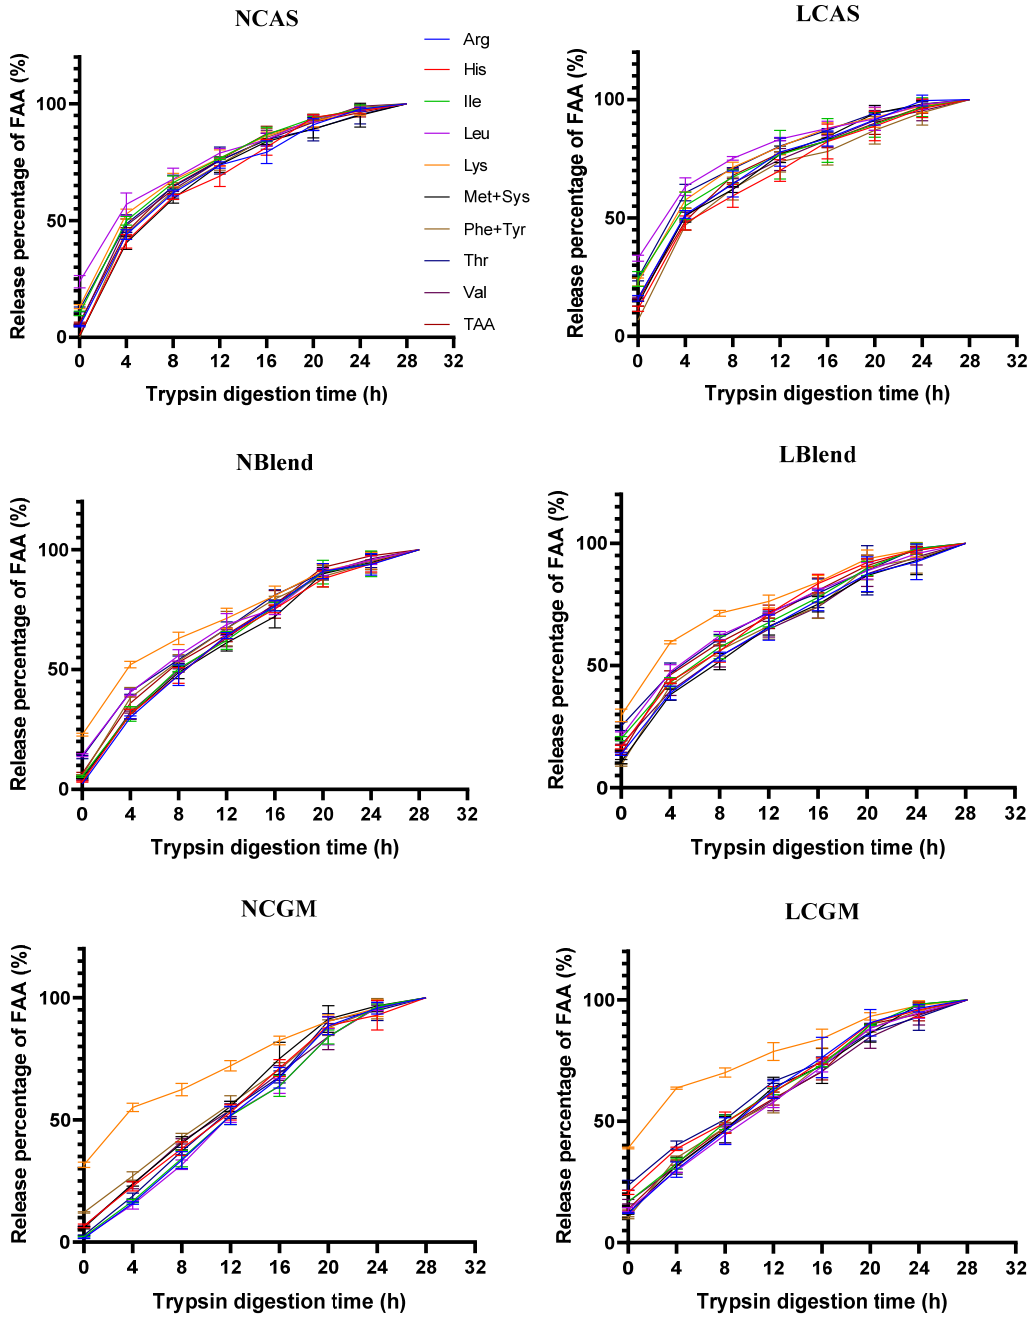 NCAS
Release percentage of FAA (%)
100
50
0
0 4 8 12 16 20 24 28 32
Trypsin digestion time (h)
Arg
His
Ile
Leu
Lys
Met+Sys
Phe+Tyr
Thr
Val
TAA
LCAS
Release percentage of FAA (%)
100
50
0
0 4 8 12 16 20 24 28 32
Trypsin digestion time (h)
NBlend
Release percentage of FAA (%)
100
50
0
0 4 8 12 16 20 24 28 32
Trypsin digestion time (h)
LBlend
Release percentage of FAA (%)
100
50
0
0 4 8 12 16 20 24 28 32
Trypsin digestion time (h)
NCGM
Release percentage of FAA (%)
100
50
0
0 4 8 12 16 20 24 28 32
Trypsin digestion time (h)
LCGM
Release percentage of FAA (%)
100
50
0
0 4 8 12 16 20 24 28 32
Trypsin digestion time (h)